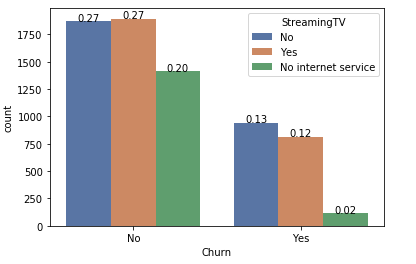 StreamingTV
No
Yes
No internet service
0.27
0.27
0.20
0.13
0.12
0.02
count
1750
1500
1250
1000
750
500
250
0
No
Yes
Churn